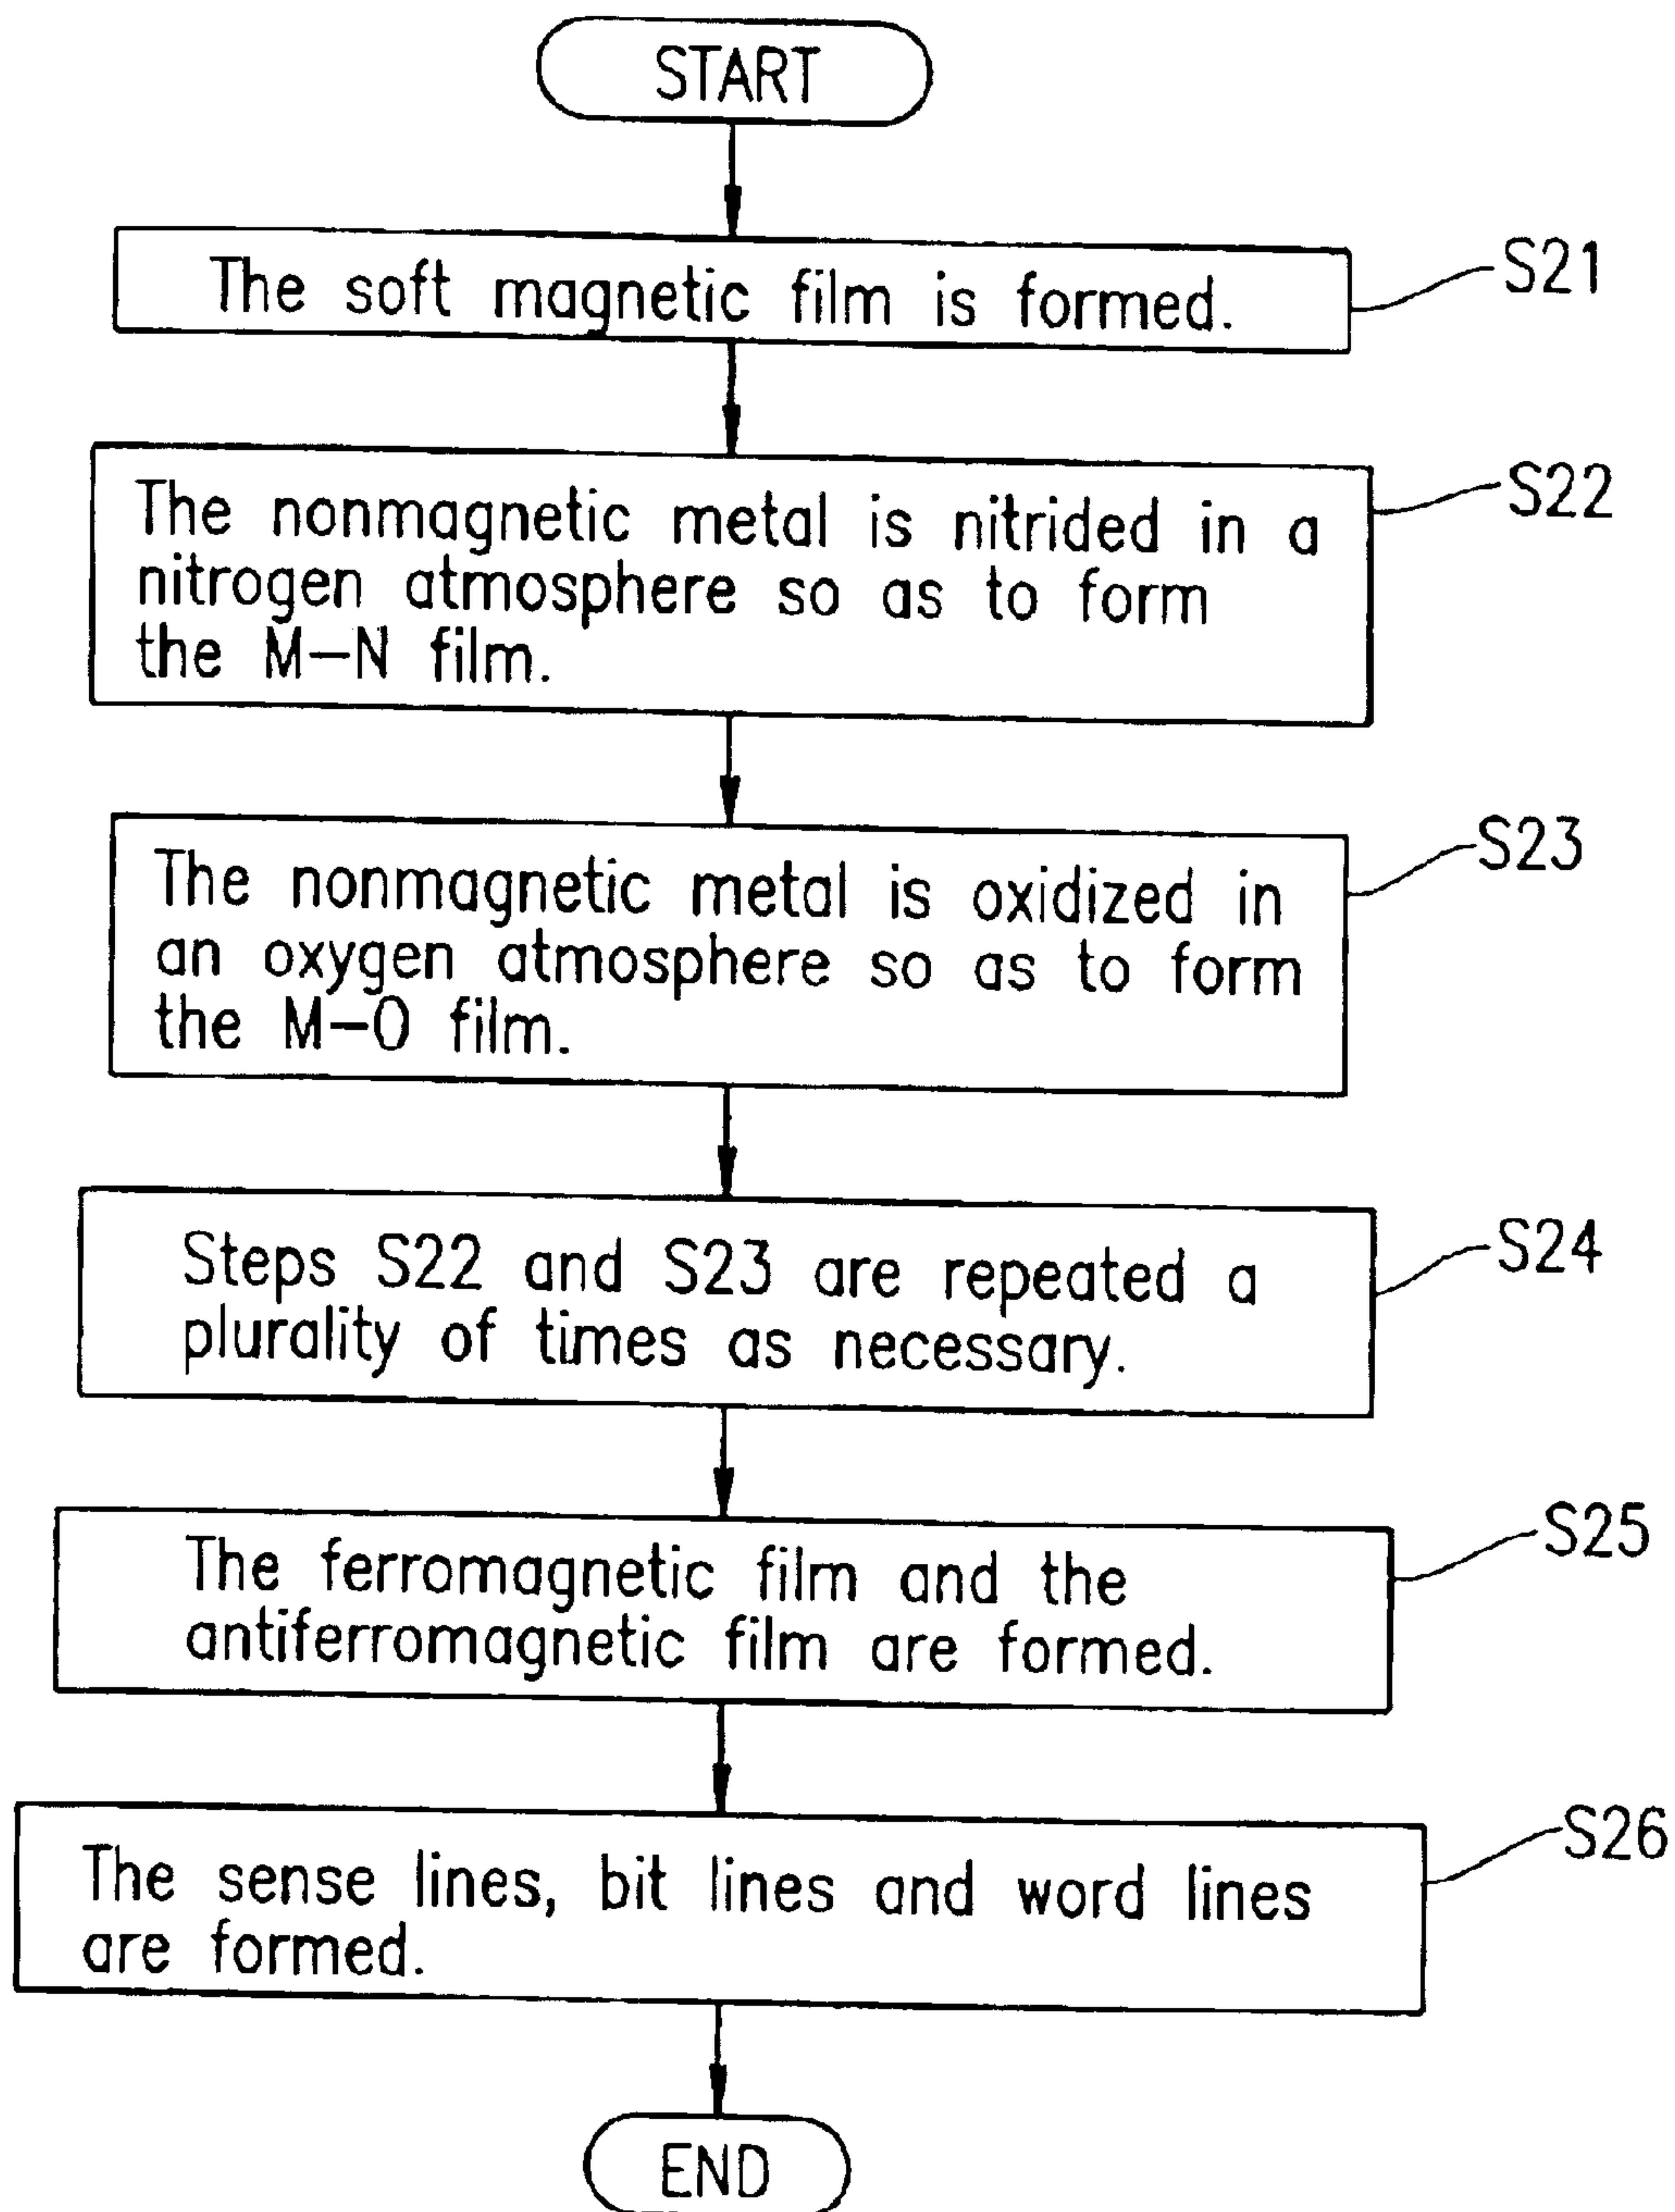 START
The soft magnetic film is formed.
S21
The nonmagnetic metal is nitrided in a
nitrogen atmosphere so as to form
the M–N film.
S22
The nonmagnetic metal is oxidized in
an oxygen atmosphere so as to form
the M–O film.
S23
Steps S22 and S23 are repeated a
plurality of times as necessary.
S24
The ferromagnetic film and the
antiferromagnetic film are formed.
S25
The sense lines, bit lines and word lines
are formed.
S26
END